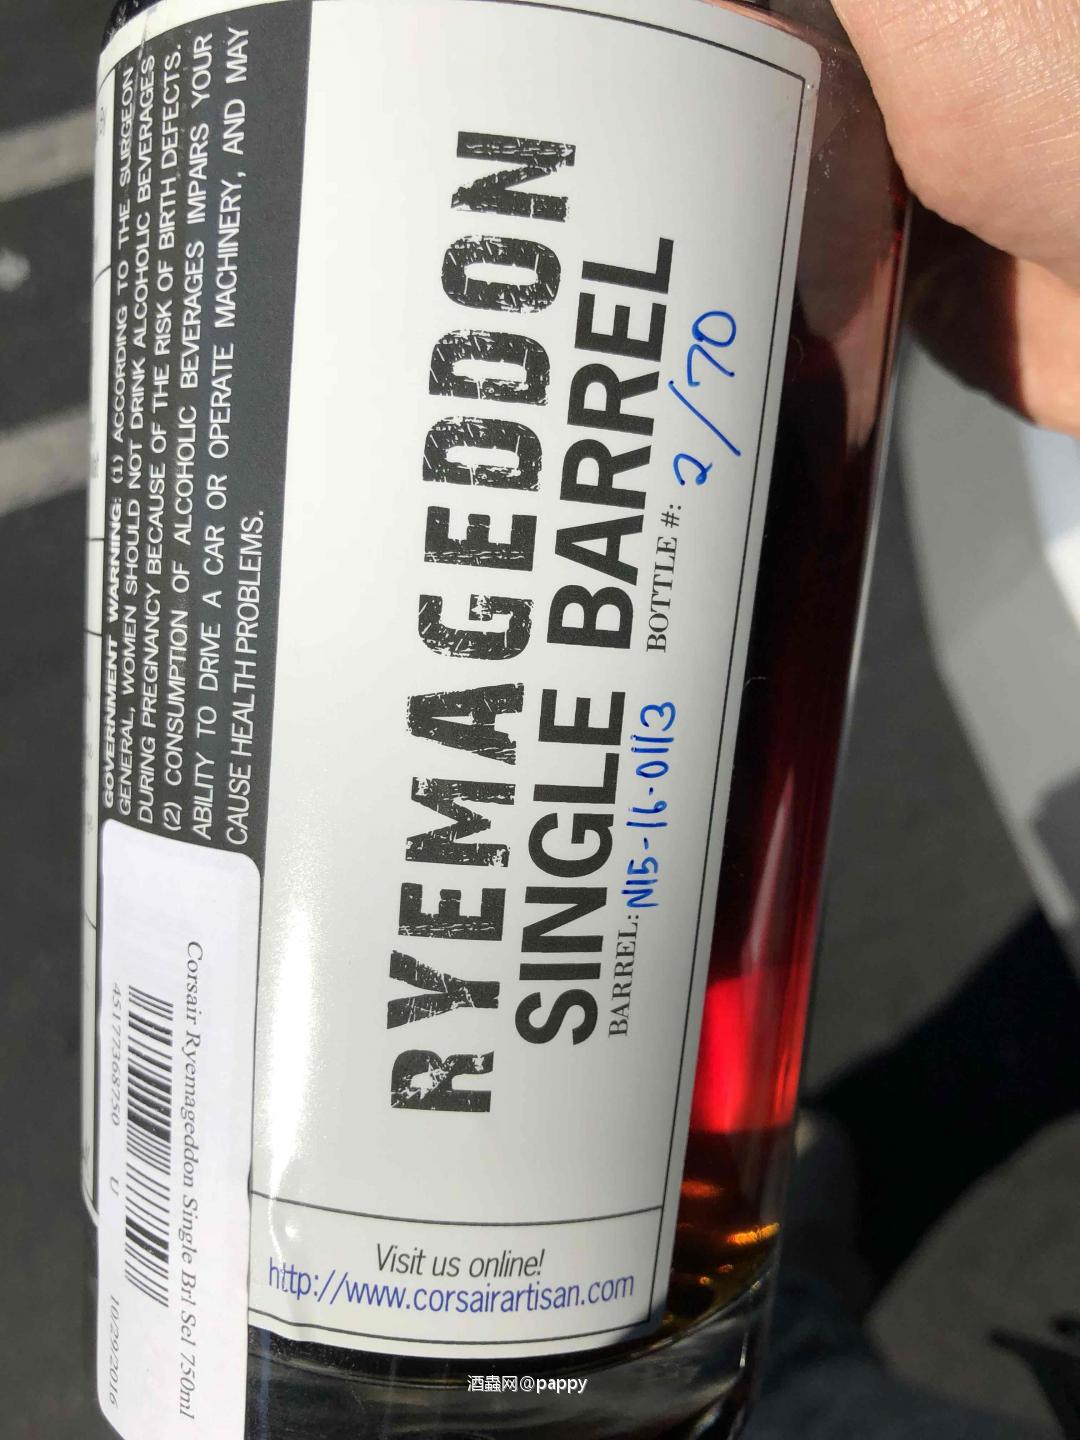 GOVERNMENT WARNING: (1) ACCORDING TO THE SURGEON
GENERAL, WOMEN SHOULD NOT DRINK ALCOHOLIC BEVERAGES
DURING PREGNANCY BECAUSE OF THE RISK OF BIRTH DEFECTS.
(2) CONSUMPTION OF ALCOHOLIC BEVERAGES IMPAIRS YOUR
ABILITY TO DRIVE A CAR OR OPERATE MACHINERY, AND MAY
CAUSE HEALTH PROBLEMS.
RYEMAGEDDON
SINGLE BARREL
BARREL: N15-16-0113 BOTTLE #: 2/70
Visit us online!
http://www.corsairartisan.com
Corsair Ryemageddon Single Brl Sel 750ml
45177368750 U 10/29/2016
酒蟲网@pappy